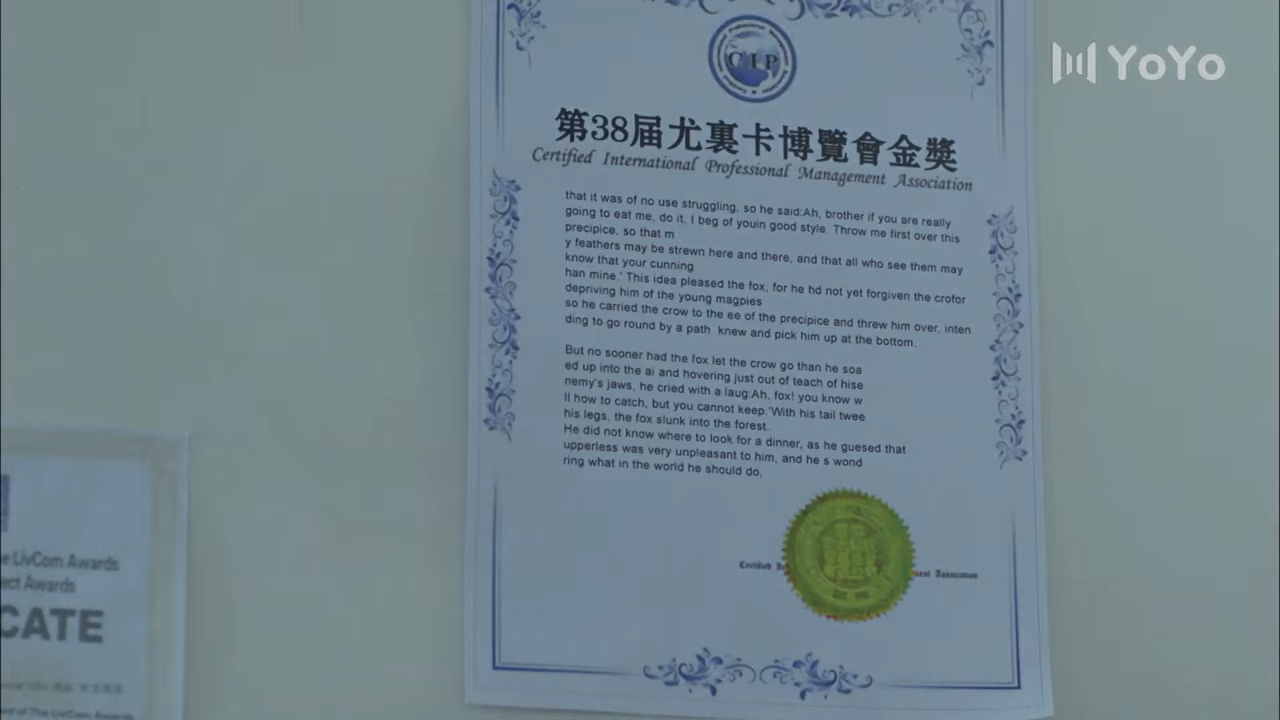 YoYo
CIP
第38届尤裏卡博覽會金獎
Certified International Professional Management Association
that it was of no use struggling, so he said:Ah, brother if you are really
going to eat me, do it, I beg of youin good style. Throw me first over this
precipice, so that m
y feathers may be strewn here and there, and that all who see them may
know that your cunning
han mine.' This idea pleased the fox, for he hd not yet forgiven the crofor
depriving him of the young magpies
so he carried the crow to the ee of the precipice and threw him over, inten
ding to go round by a path knew and pick him up at the bottom.
But no sooner had the fox let the crow go than he soa
ed up into the ai and hovering just out of teach of hise
nemy's jaws, he cried with a laug:Ah, fox! you know w
ll how to catch, but you cannot keep.'With his tail twee
his legs, the fox slunk into the forest.
He did not know where to look for a dinner, as he guesed that
upperless was very unpleasant to him, and he s wond
ring what in the world he should do,
Certified
ment Association
e LivCom Awards
ect Awards
CATE
of The LivCom Awards